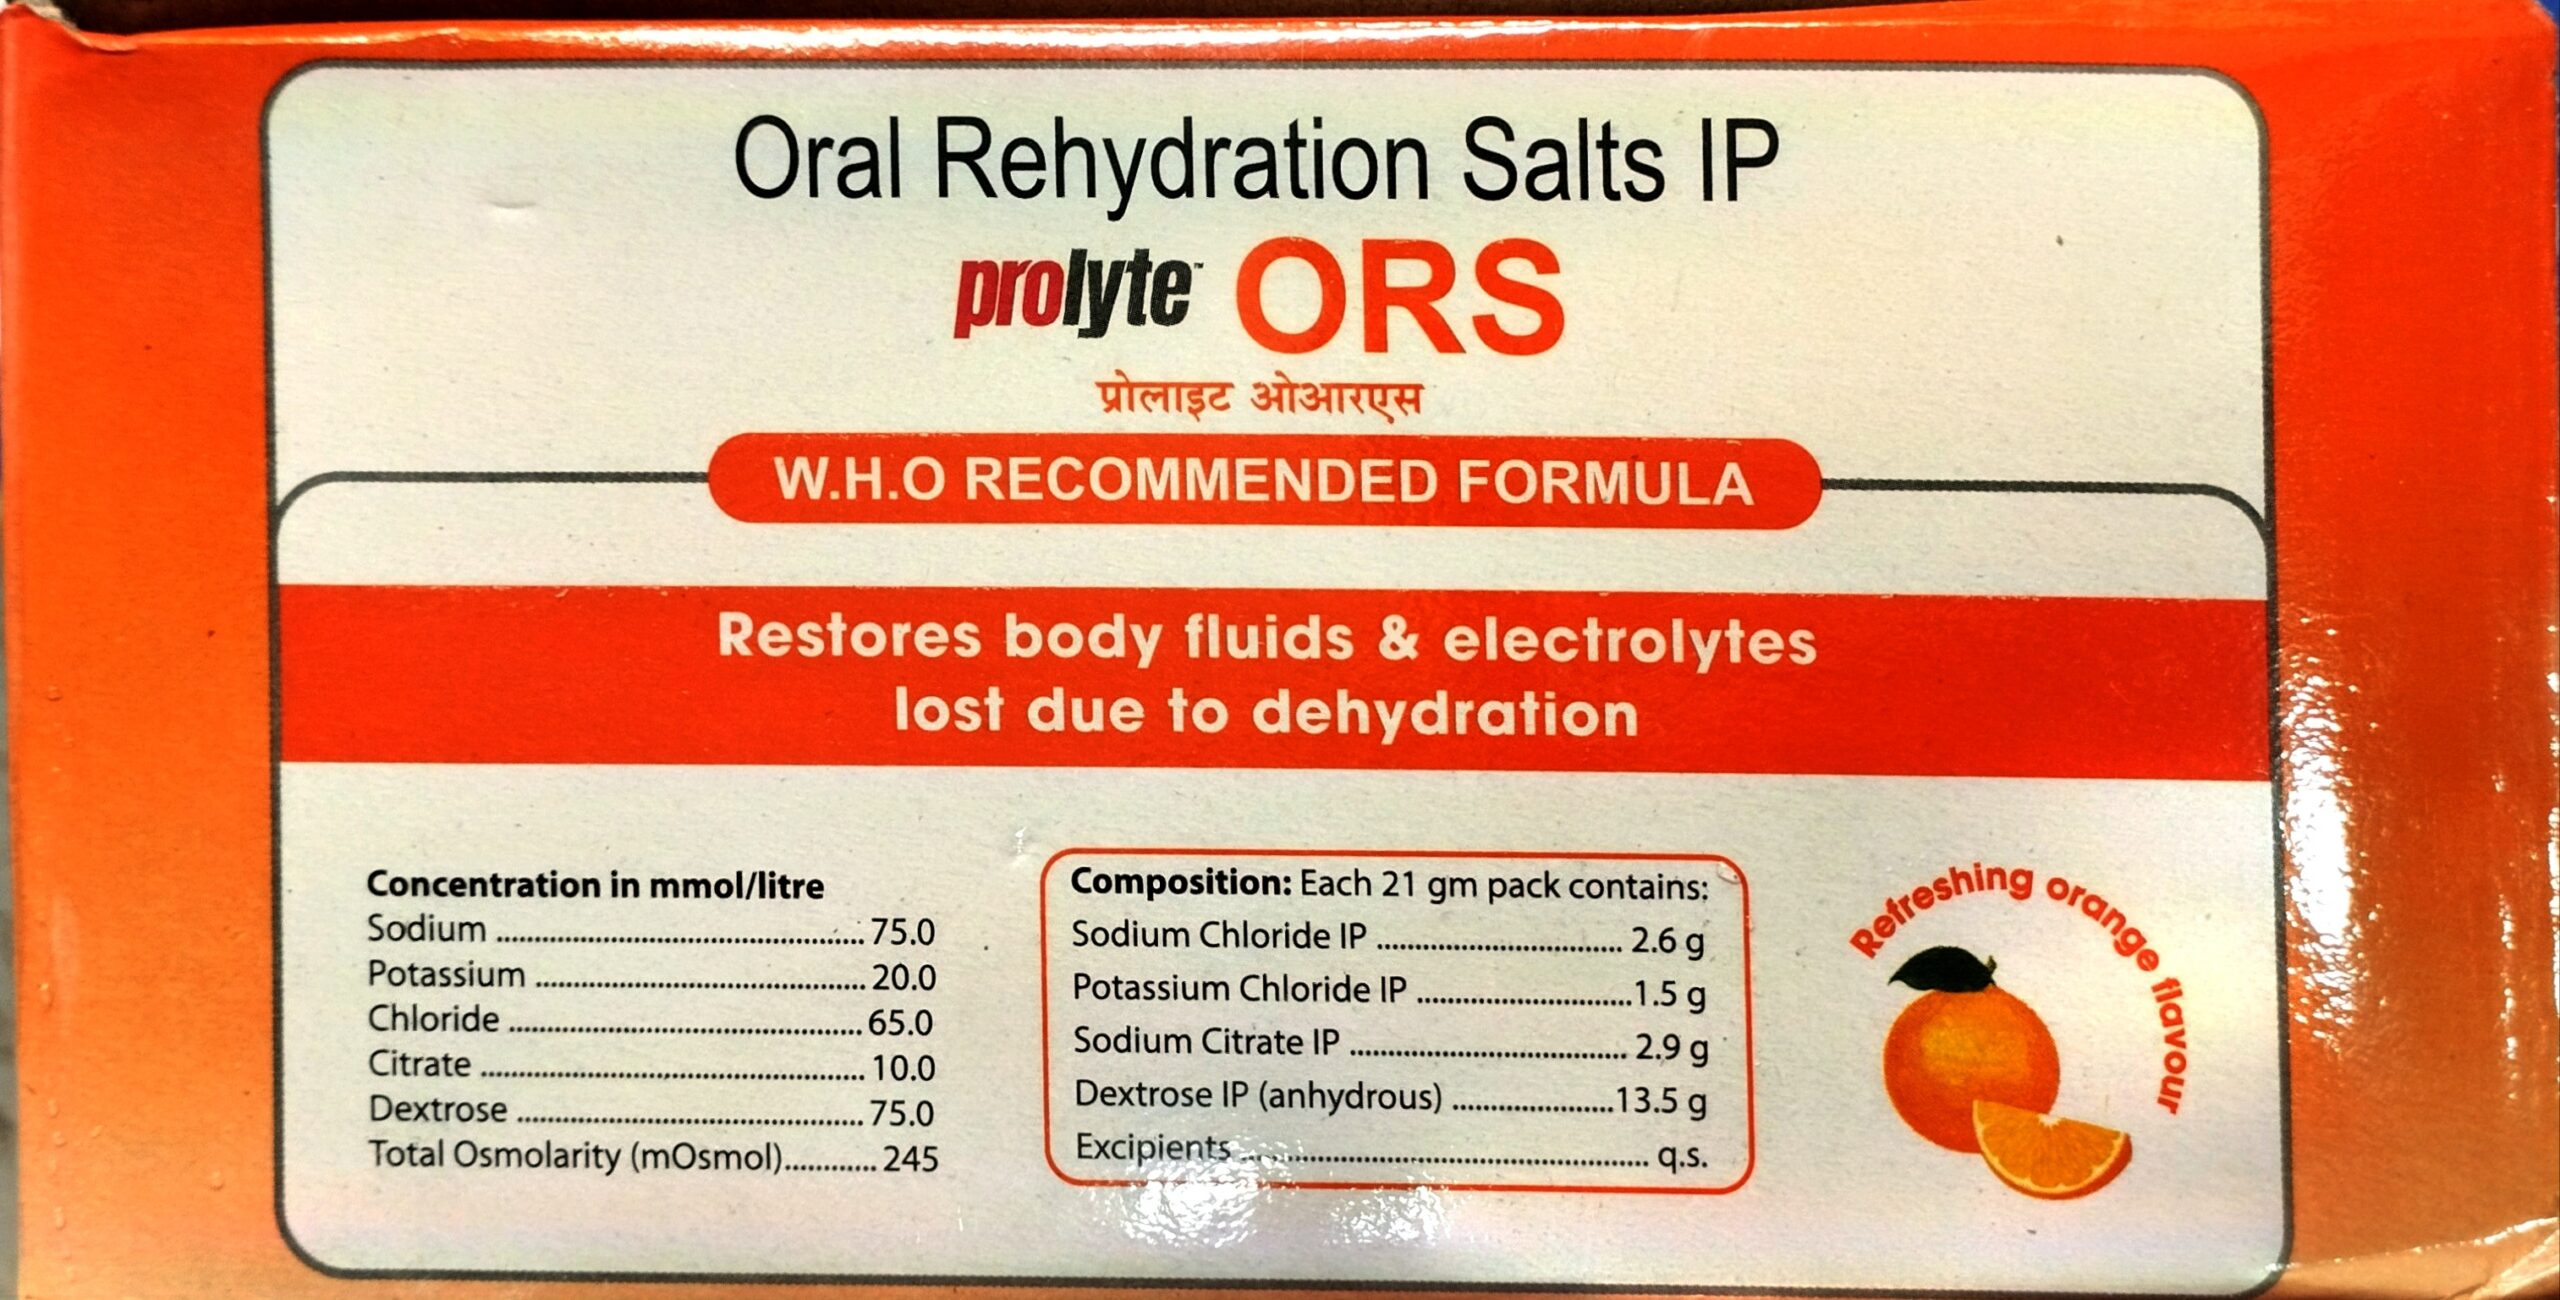 Oral Rehydration Salts IP
prolyte™ ORS
प्रोलाइट ओआरएस
W.H.O RECOMMENDED FORMULA
Restores body fluids & electrolytes
lost due to dehydration
Concentration in mmol/litre
Sodium ........................................ 75.0
Potassium .................................... 20.0
Chloride ....................................... 65.0
Citrate .......................................... 10.0
Dextrose ...................................... 75.0
Total Osmolarity (mOsmol)............ 245
Composition: Each 21 gm pack contains:
Sodium Chloride IP .............................. 2.6 g
Potassium Chloride IP ..........................1.5 g
Sodium Citrate IP .................................. 2.9 g
Dextrose IP (anhydrous) ....................13.5 g
Excipients ................................................ q.s.
Refreshing orange flavour